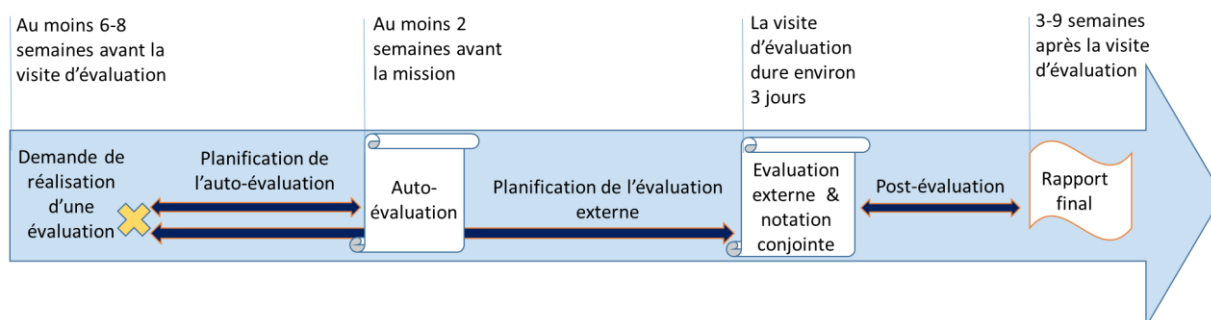 Au moins 6-8
semaines avant la
visite d'évaluation
Au moins 2
semaines avant
la mission
La visite
d'évaluation
dure environ
3 jours
3-9 semaines
après la visite
d'évaluation
Demande de
réalisation
d'une
évaluation
Planification de
l'auto-évaluation
Auto-
évaluation
Planification de l'évaluation
externe
Evaluation
externe &
notation
conjointe
Post-évaluation
Rapport
final